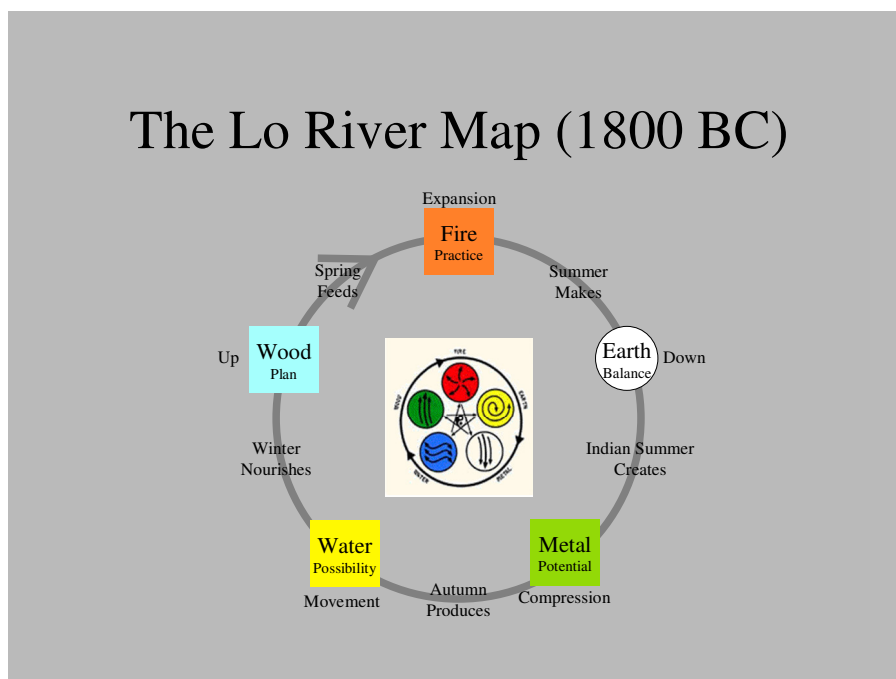 The Lo River Map (1800 BC)
Expansion
Fire
Practice
Spring
Feeds
Summer
Makes
Up
Wood
Plan
Earth
Balance
Down
FIRE
WOOD
EARTH
WATER
METAL
Winter
Nourishes
Indian Summer
Creates
Water
Possibility
Movement
Autumn
Produces
Metal
Potential
Compression